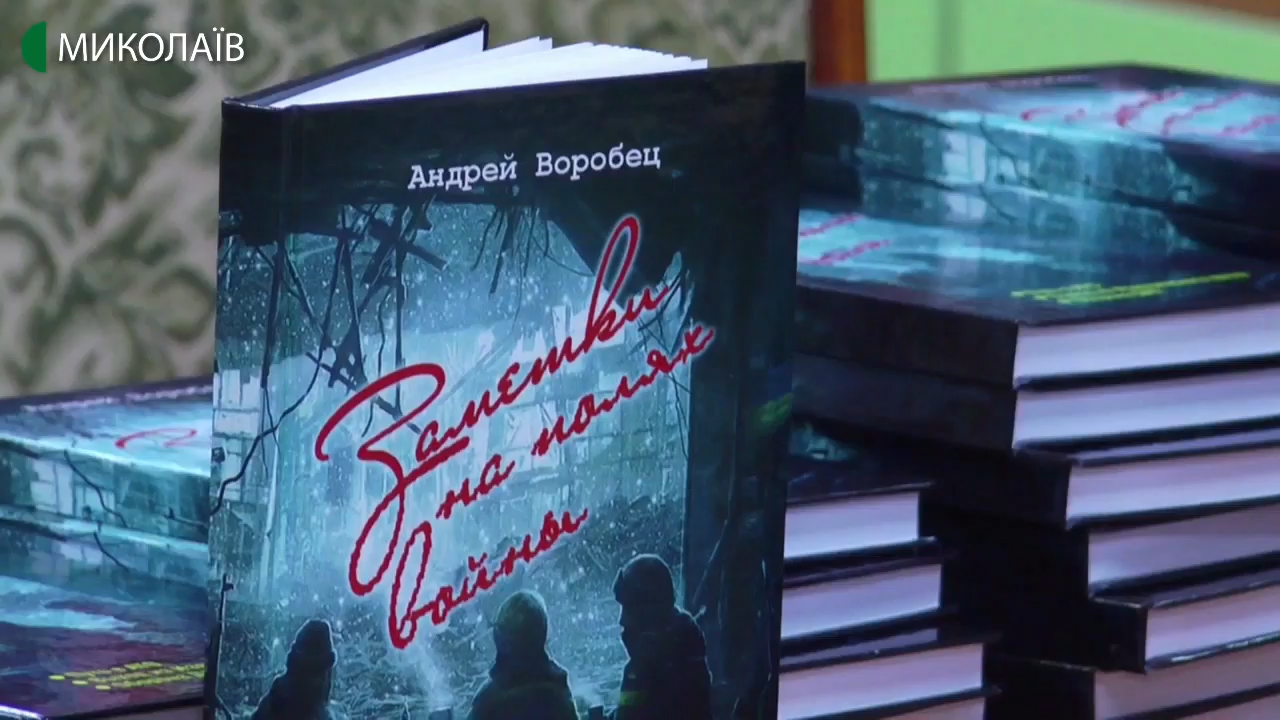 МИКОЛАЇВ
Андрей Воробец
Заметки
на полях
войны